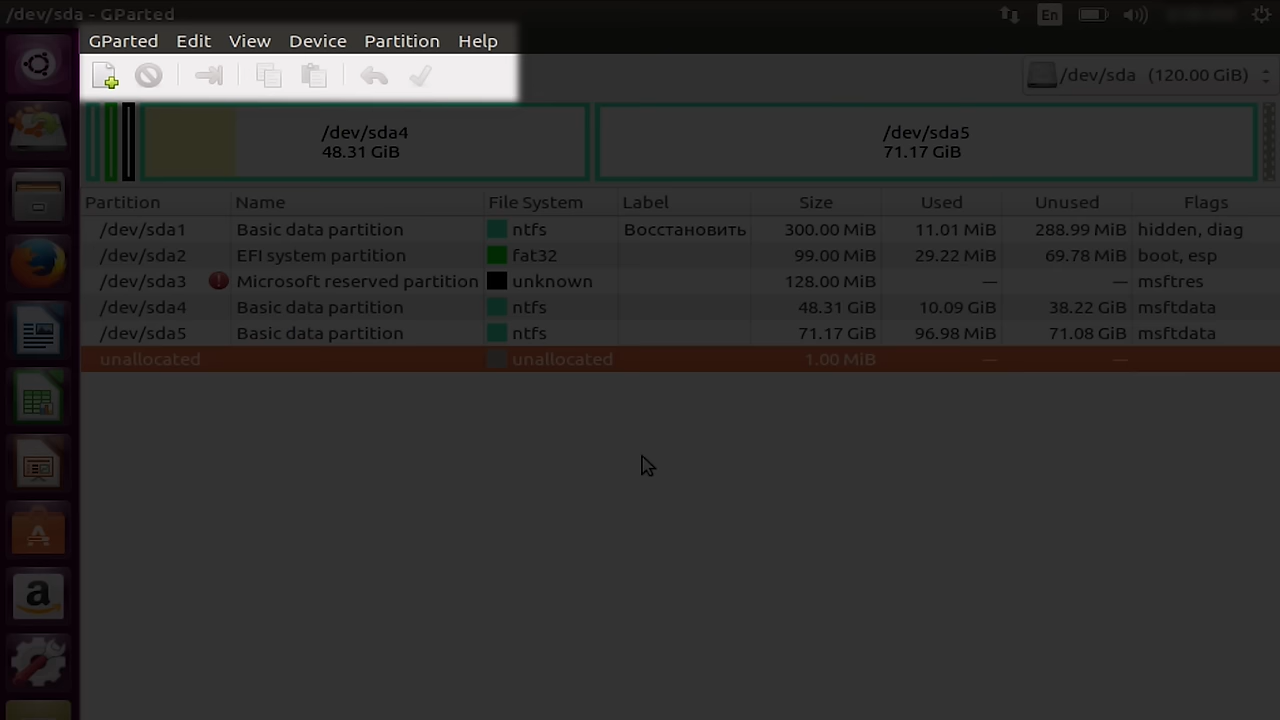 /dev/sda - GParted
En
GParted Edit View Device Partition Help
/dev/sda (120.00 GiB)
/dev/sda4
48.31 GiB
/dev/sda5
71.17 GiB
Partition Name File System Label Size Used Unused Flags
/dev/sda1 Basic data partition ntfs Восстановить 300.00 MiB 11.01 MiB 288.99 MiB hidden, diag
/dev/sda2 EFI system partition fat32 99.00 MiB 29.22 MiB 69.78 MiB boot, esp
/dev/sda3 Microsoft reserved partition unknown 128.00 MiB — — msftres
/dev/sda4 Basic data partition ntfs 48.31 GiB 10.09 GiB 38.22 GiB msftdata
/dev/sda5 Basic data partition ntfs 71.17 GiB 96.98 MiB 71.08 GiB msftdata
unallocated unallocated 1.00 MiB — —